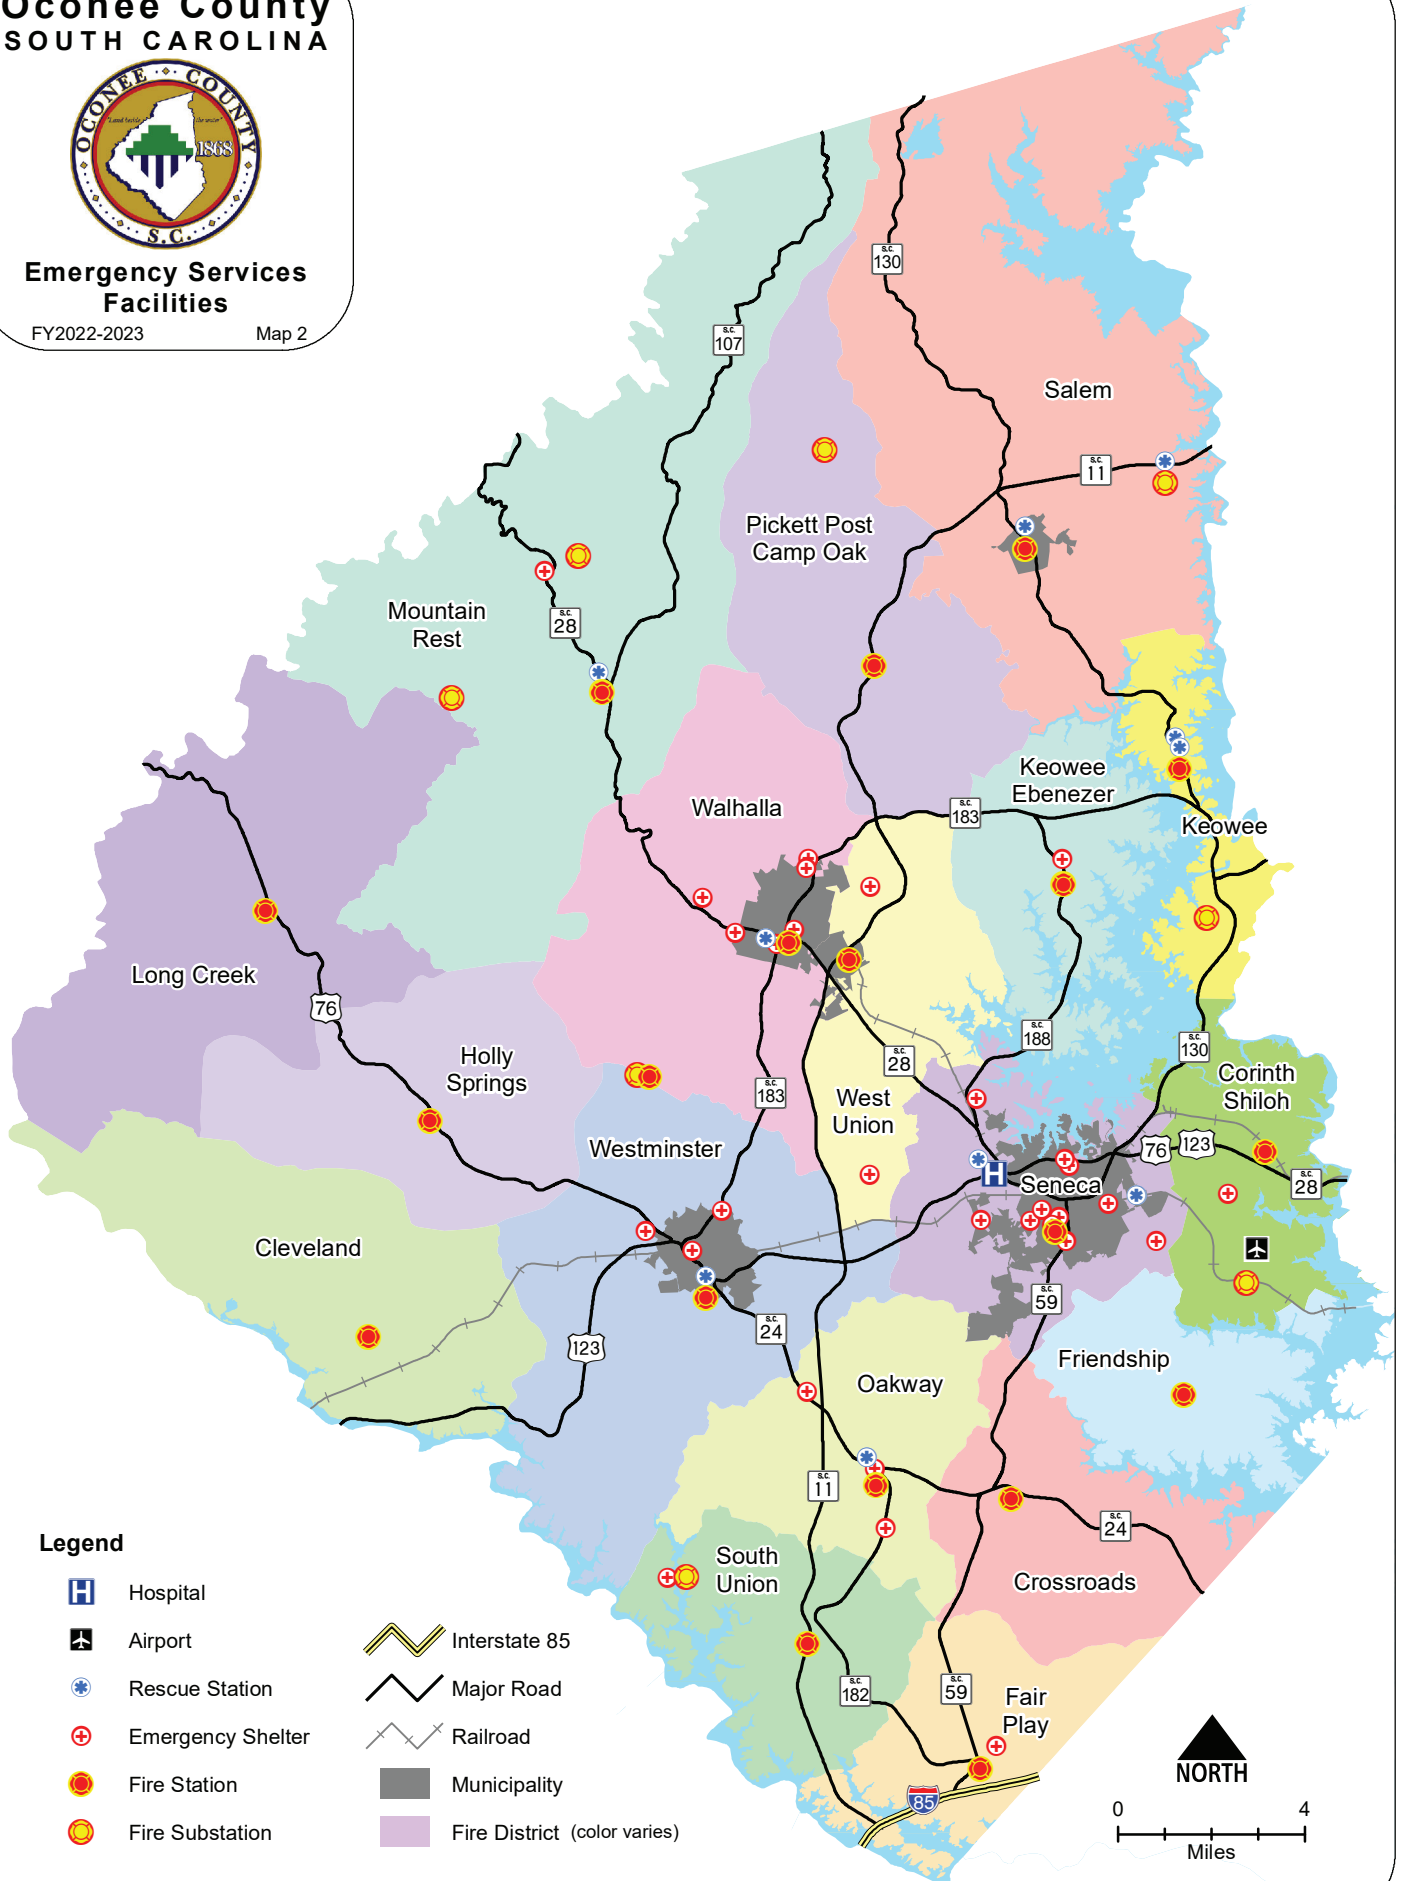 Oconee County
SOUTH CAROLINA
OCONEE COUNTY
"Land beside the water"
1868
S.C.
Emergency Services
Facilities
FY2022-2023 Map 2
S.C.
130
S.C.
107
Salem
S.C.
11
Pickett Post
Camp Oak
Mountain
Rest
S.C.
28
Keowee
Ebenezer
Walhalla
S.C.
183
Keowee
Long Creek
76
Holly
Springs
S.C.
188
S.C.
130
S.C.
28
Corinth
Shiloh
S.C.
183
West
Union
Westminster
76
123
Seneca
S.C.
28
Cleveland
S.C.
59
S.C.
24
123
Friendship
Oakway
S.C.
11
S.C.
24
South
Union
Crossroads
S.C.
182
S.C.
59
Fair
Play
85
Legend
Hospital
Airport
Rescue Station
Emergency Shelter
Fire Station
Fire Substation
Interstate 85
Major Road
Railroad
Municipality
Fire District (color varies)
NORTH
0 4
Miles